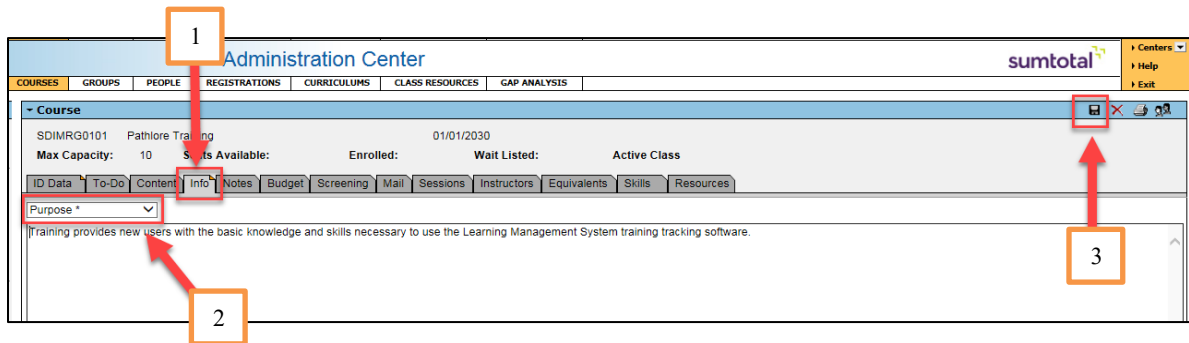 1
Administration Center
sumtotal
Centers
Help
Exit
COURSES GROUPS PEOPLE REGISTRATIONS CURRICULUMS CLASS RESOURCES GAP ANALYSIS
Course
SDIMRG0101 Pathlore Training 01/01/2030
Max Capacity: 10 Available: Enrolled: Wait Listed: Active Class
ID Data To-Do Content Info Notes Budget Screening Mail Sessions Instructors Equivalents Skills Resources
Purpose *
Training provides new users with the basic knowledge and skills necessary to use the Learning Management System training tracking software.
3
2